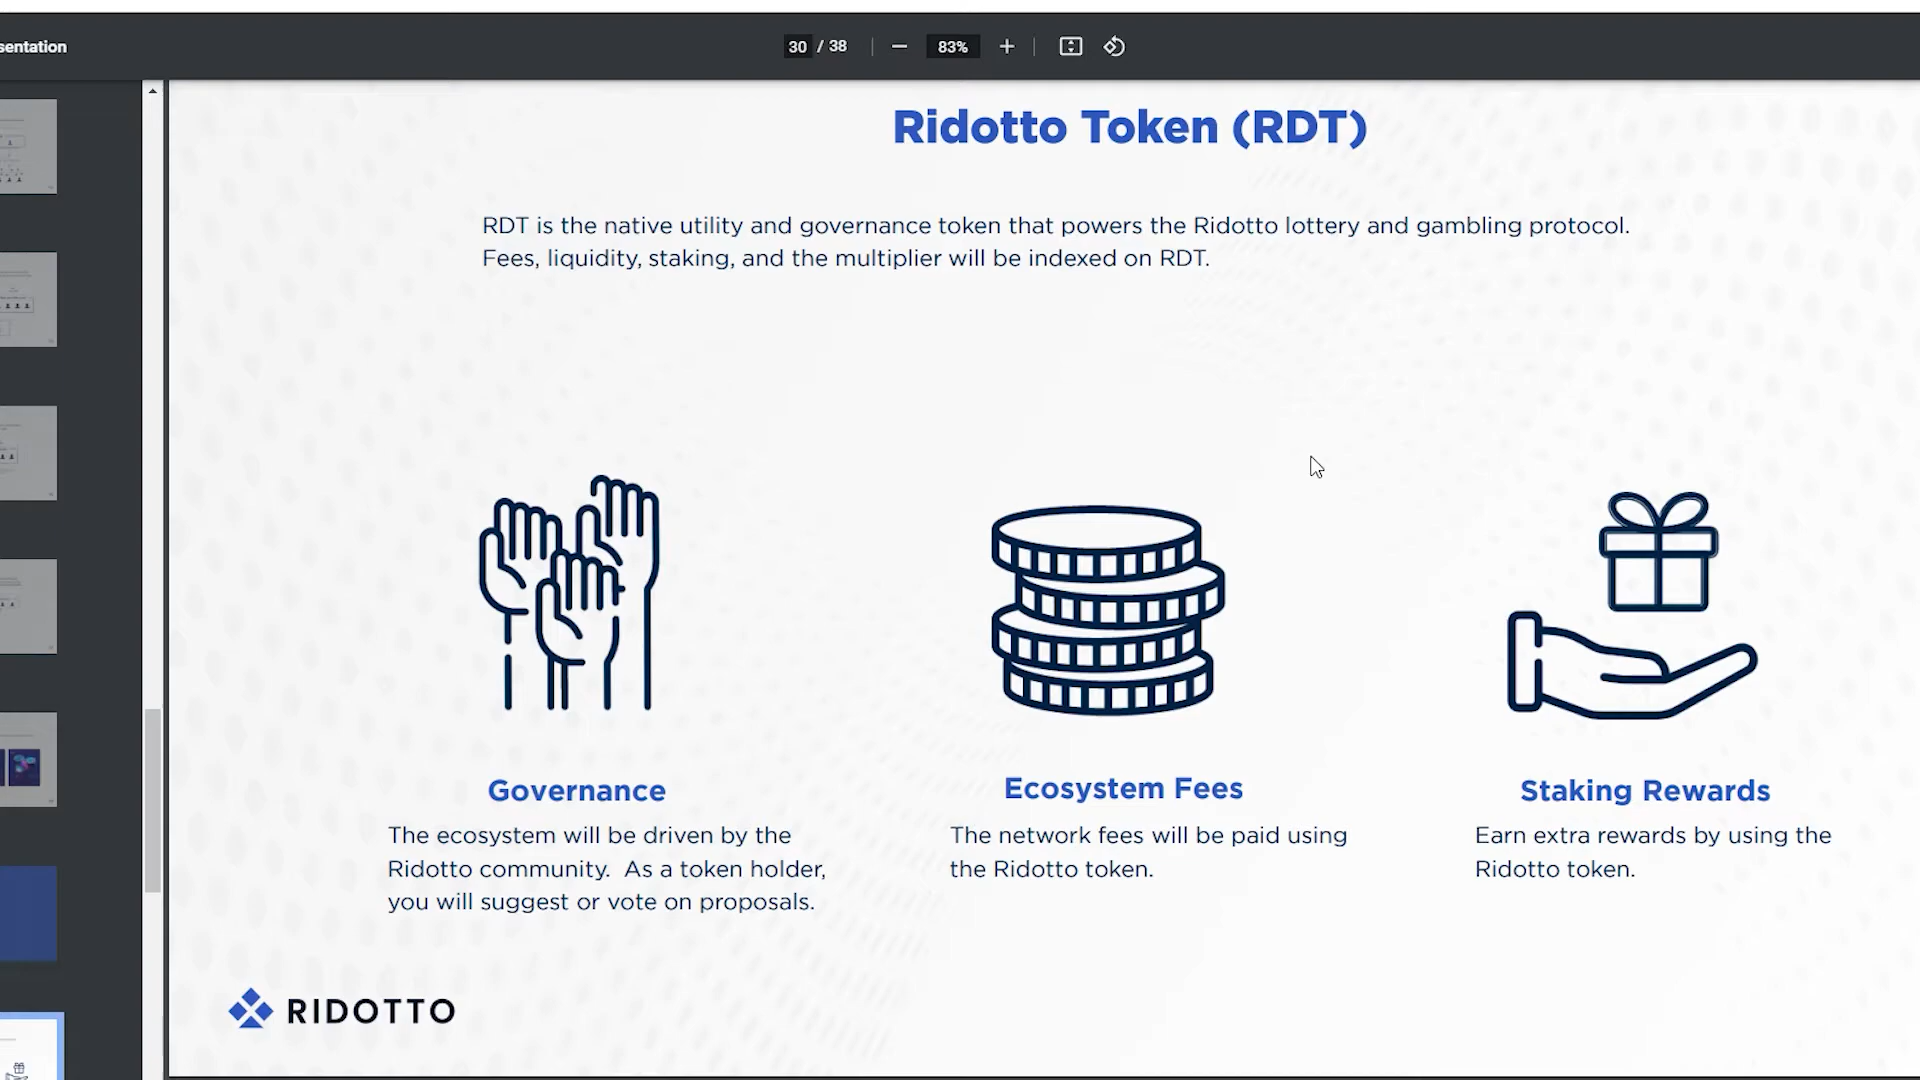 sentation
30 / 38
83%
Ridotto Token (RDT)
RDT is the native utility and governance token that powers the Ridotto lottery and gambling protocol.
Fees, liquidity, staking, and the multiplier will be indexed on RDT.
Governance
The ecosystem will be driven by the
Ridotto community.  As a token holder,
you will suggest or vote on proposals.
Ecosystem Fees
The network fees will be paid using
the Ridotto token.
Staking Rewards
Earn extra rewards by using the
Ridotto token.
RIDOTTO